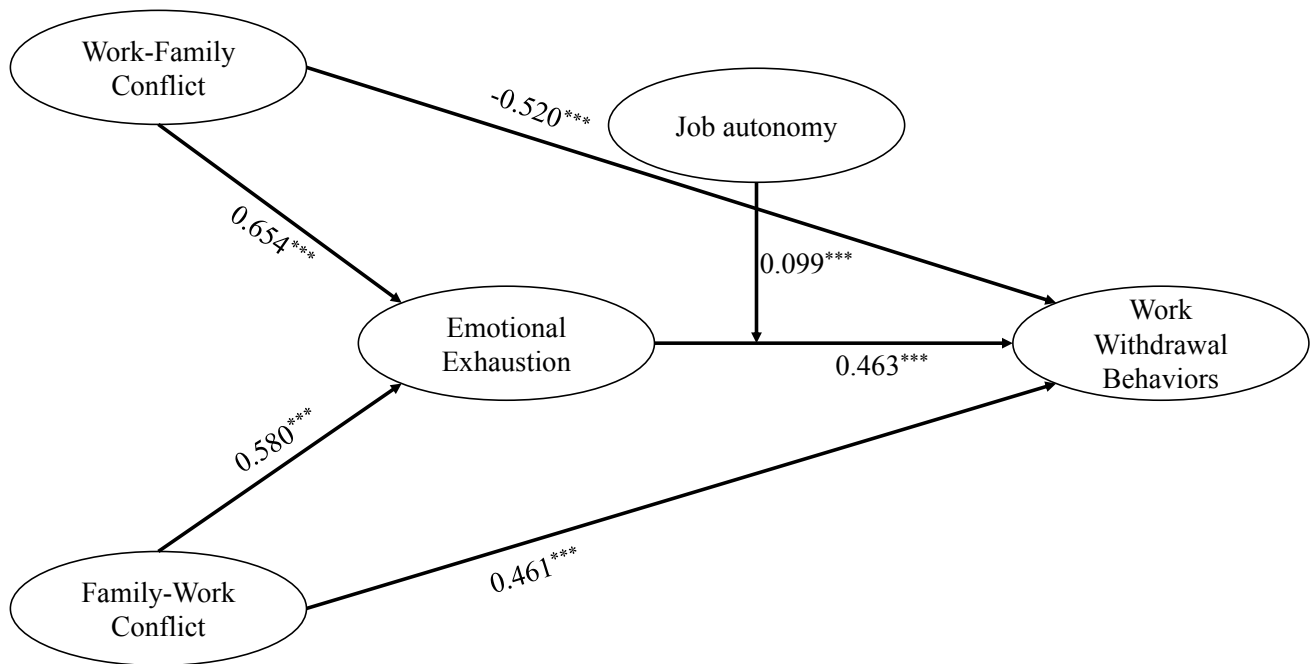 Work-Family
Conflict
-0.520***
Job autonomy
0.654***
0.099***
Emotional
Exhaustion
0.463***
Work
Withdrawal
Behaviors
0.580***
0.461***
Family-Work
Conflict